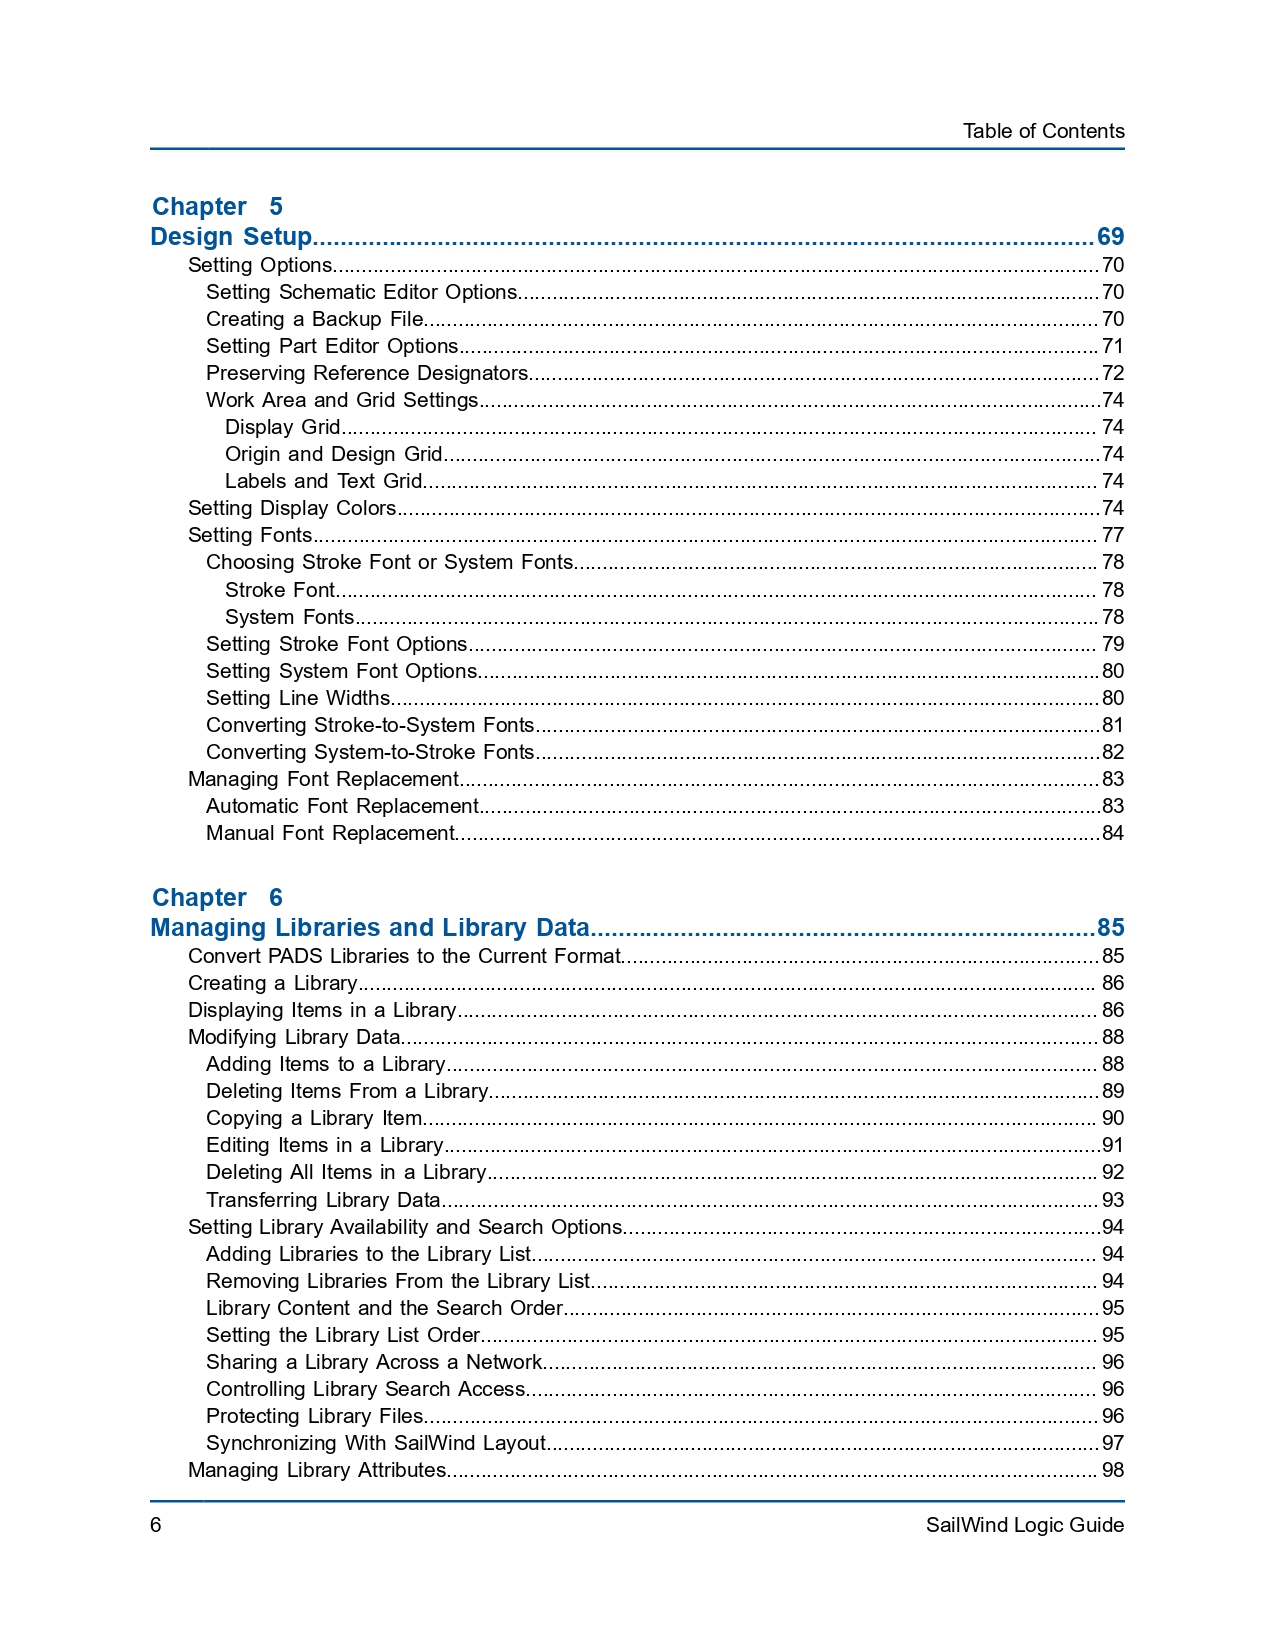 Table of Contents
Chapter 5
Design Setup....................................................................................................................69
Setting Options....................................................................................................................................70
Setting Schematic Editor Options....................................................................................................70
Creating a Backup File.....................................................................................................................70
Setting Part Editor Options..............................................................................................................71
Preserving Reference Designators..................................................................................................72
Work Area and Grid Settings...........................................................................................................74
Display Grid.................................................................................................................................. 74
Origin and Design Grid.................................................................................................................74
Labels and Text Grid.................................................................................................................... 74
Setting Display Colors.........................................................................................................................74
Setting Fonts....................................................................................................................................... 77
Choosing Stroke Font or System Fonts.......................................................................................... 78
Stroke Font................................................................................................................................... 78
System Fonts................................................................................................................................78
Setting Stroke Font Options............................................................................................................ 79
Setting System Font Options...........................................................................................................80
Setting Line Widths..........................................................................................................................80
Converting Stroke-to-System Fonts.................................................................................................81
Converting System-to-Stroke Fonts.................................................................................................82
Managing Font Replacement..............................................................................................................83
Automatic Font Replacement...........................................................................................................83
Manual Font Replacement...............................................................................................................84
Chapter 6
Managing Libraries and Library Data.........................................................................85
Convert PADS Libraries to the Current Format...................................................................................85
Creating a Library................................................................................................................................ 86
Displaying Items in a Library............................................................................................................... 86
Modifying Library Data.........................................................................................................................88
Adding Items to a Library................................................................................................................ 88
Deleting Items From a Library.........................................................................................................89
Copying a Library Item.................................................................................................................... 90
Editing Items in a Library.................................................................................................................91
Deleting All Items in a Library......................................................................................................... 92
Transferring Library Data.................................................................................................................93
Setting Library Availability and Search Options..................................................................................94
Adding Libraries to the Library List................................................................................................. 94
Removing Libraries From the Library List....................................................................................... 94
Library Content and the Search Order............................................................................................95
Setting the Library List Order.......................................................................................................... 95
Sharing a Library Across a Network............................................................................................... 96
Controlling Library Search Access.................................................................................................. 96
Protecting Library Files....................................................................................................................96
Synchronizing With SailWind Layout...............................................................................................97
Managing Library Attributes................................................................................................................. 98
6
SailWind Logic Guide